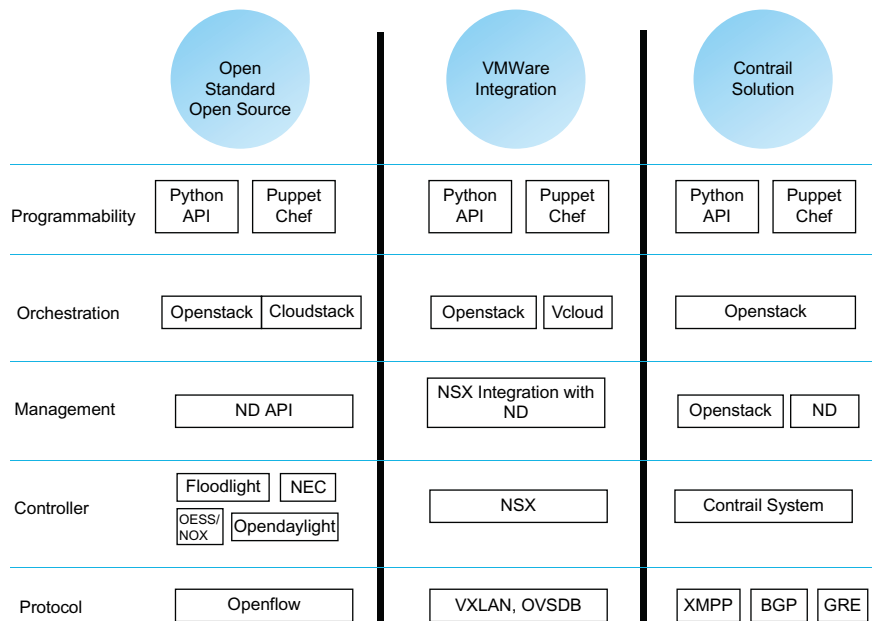 Open
Standard
Open Source
VMWare
Integration
Contrail
Solution
Programmability
Python
API
Puppet
Chef
Python
API
Puppet
Chef
Python
API
Puppet
Chef
Orchestration
Openstack
Cloudstack
Openstack
Vcloud
Openstack
Management
ND API
NSX Integration with
ND
Openstack
ND
Controller
Floodlight
NEC
OESS/
NOX
Opendaylight
NSX
Contrail System
Protocol
Openflow
VXLAN, OVSDB
XMPP
BGP
GRE